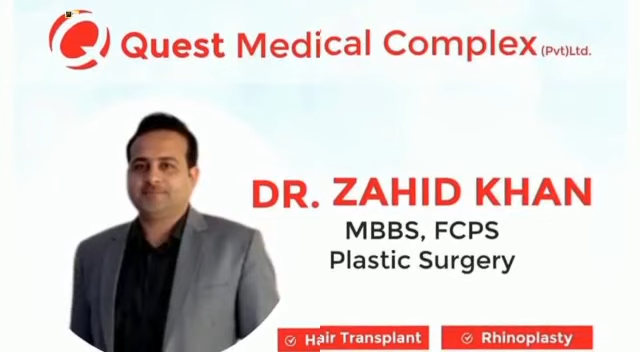 Quest Medical Complex (Pvt)Ltd.
DR. ZAHID KHAN
MBBS, FCPS
Plastic Surgery
Hair Transplant
Rhinoplasty